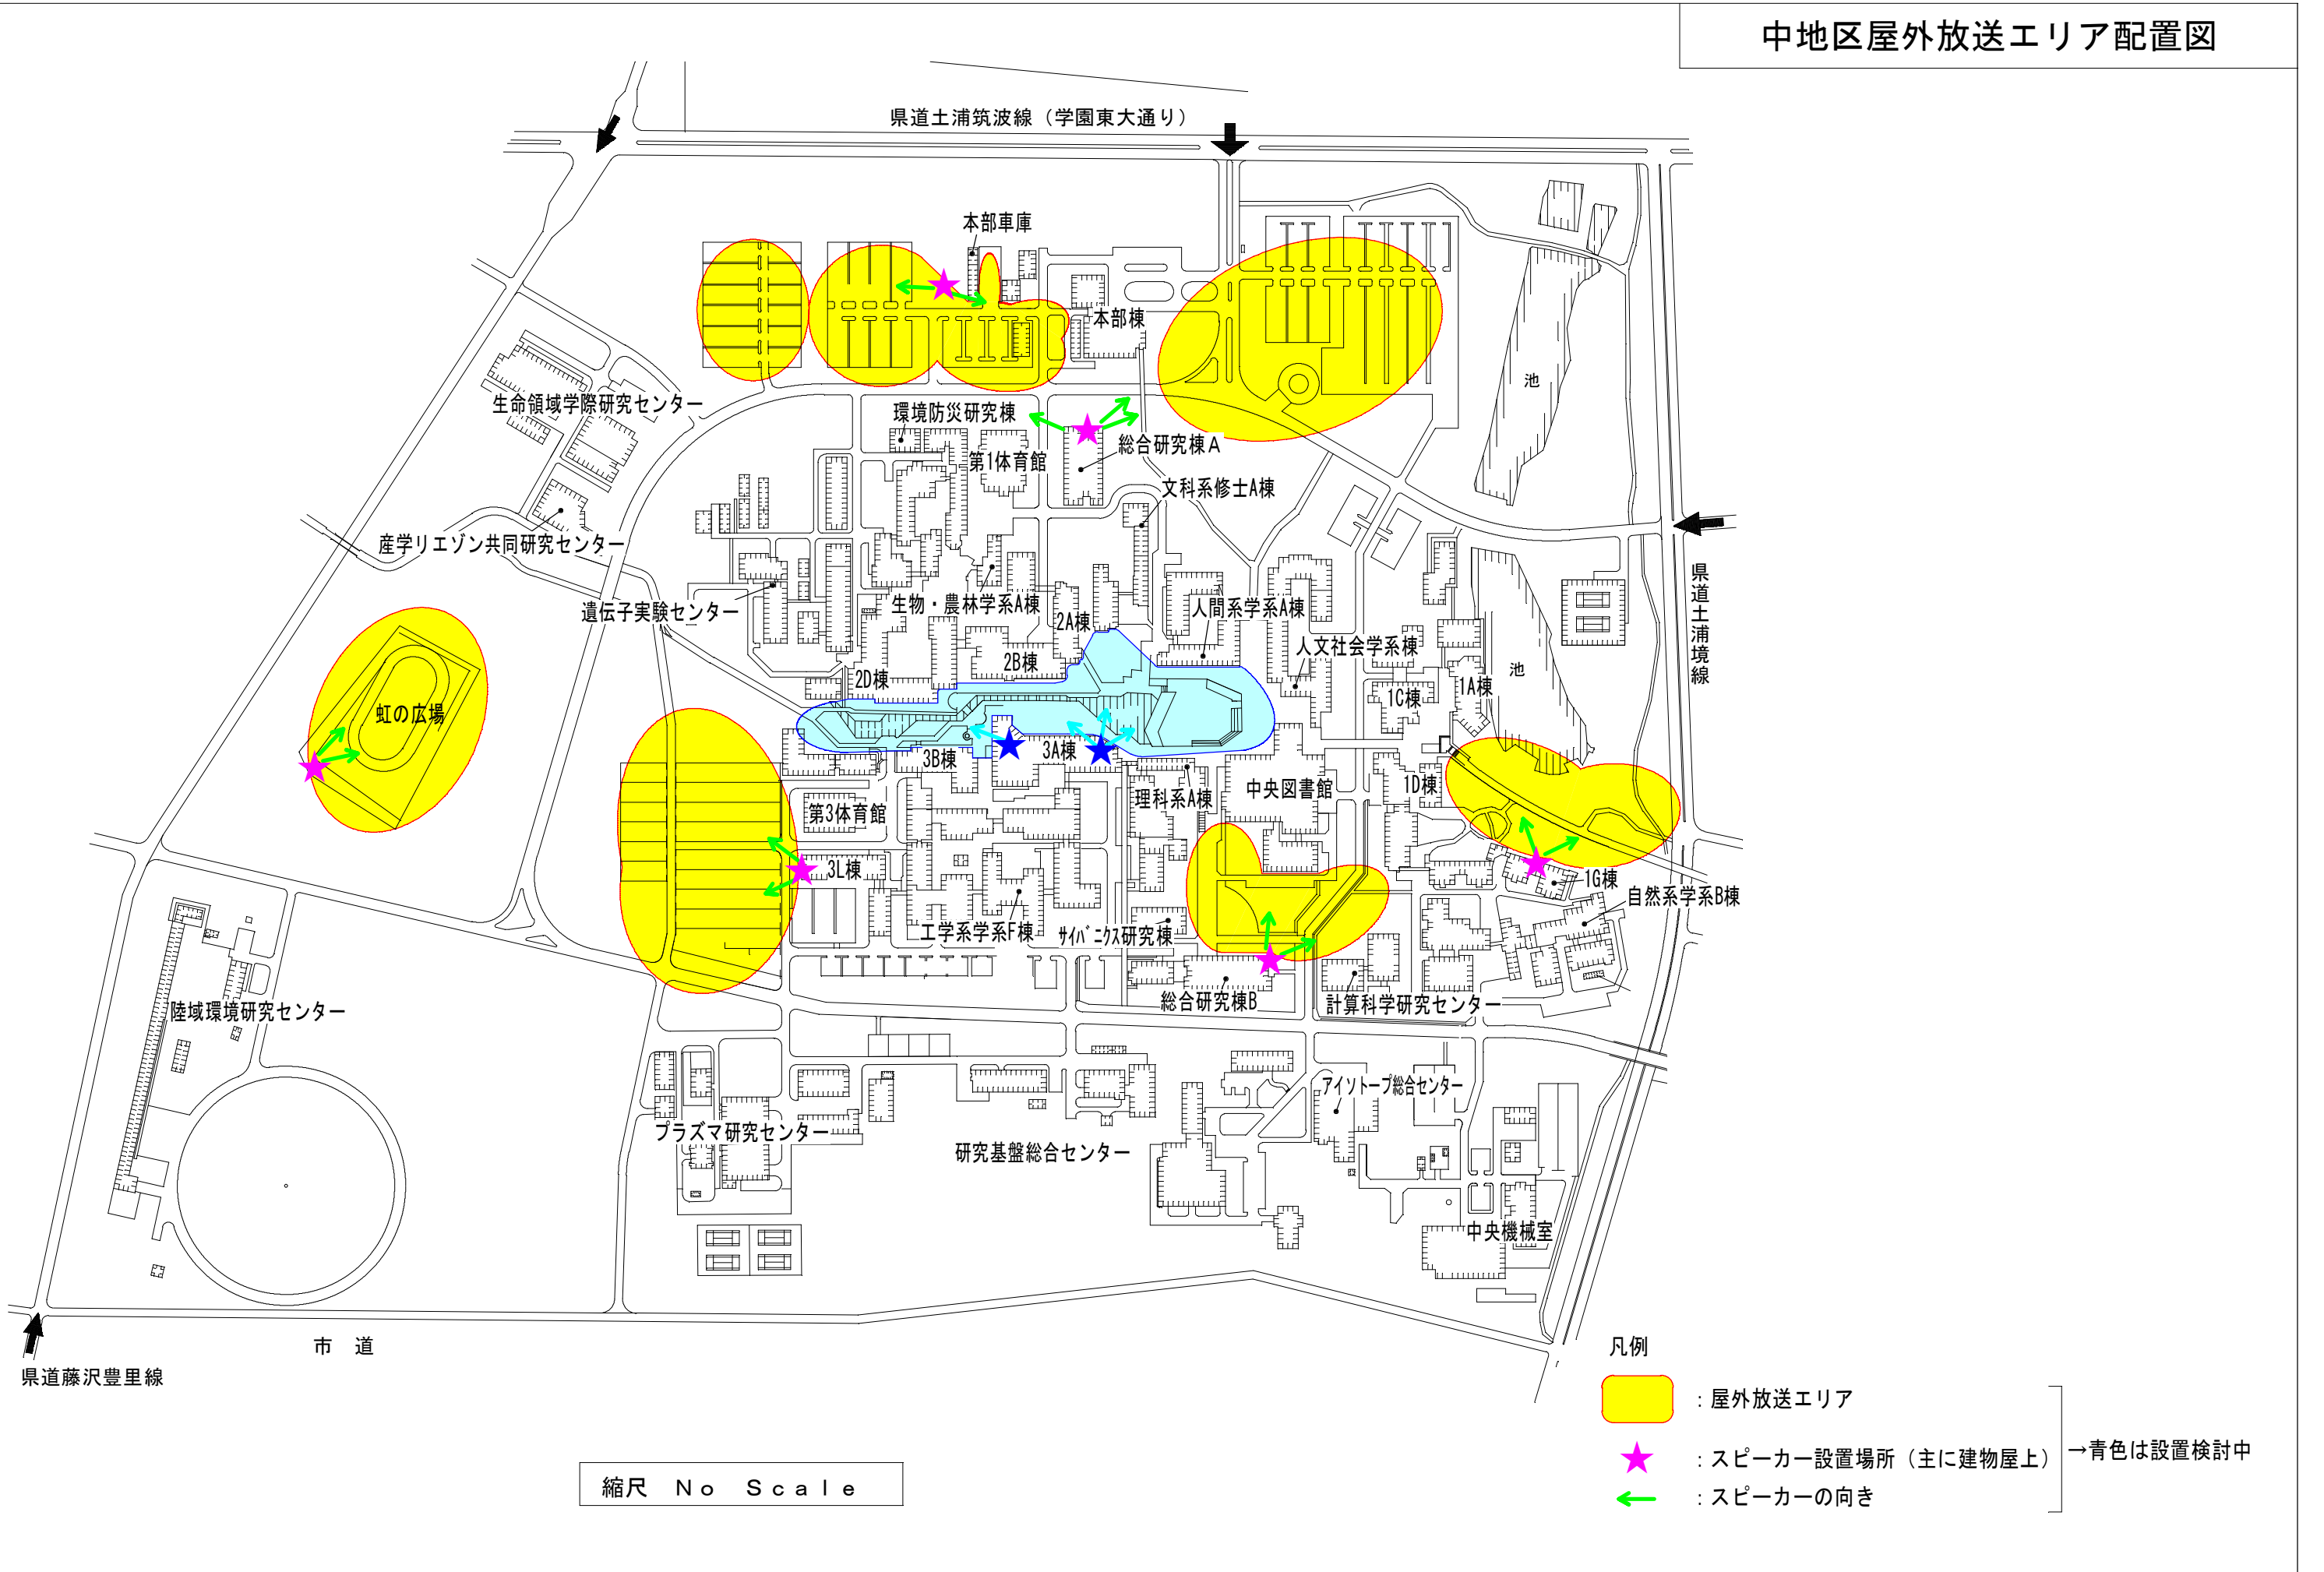 中地区屋外放送エリア配置図
県道土浦筑波線（学園東大通り）
本部車庫
本部棟
池
生命領域学際研究センター
環境防災研究棟
第1体育館
総合研究棟Ａ
文科系修士A棟
産学リエゾン共同研究センター
県道土浦境線
遺伝子実験センター
生物・農林学系A棟
2A棟
人間系学系A棟
人文社会学系棟
2B棟
2D棟
池
1A棟
1C棟
虹の広場
3B棟
3A棟
1D棟
中央図書館
理科系A棟
第3体育館
3L棟
1G棟
自然系学系B棟
工学系学系F棟
サイバニクス研究棟
総合研究棟B
計算科学研究センター
陸域環境研究センター
アイソトープ総合センター
プラズマ研究センター
研究基盤総合センター
中央機械室
市　道
県道藤沢豊里線
凡例
：屋外放送エリア
：スピーカー設置場所（主に建物屋上）
→青色は設置検討中
：スピーカーの向き
縮尺　Ｎｏ　Ｓｃａｌｅ